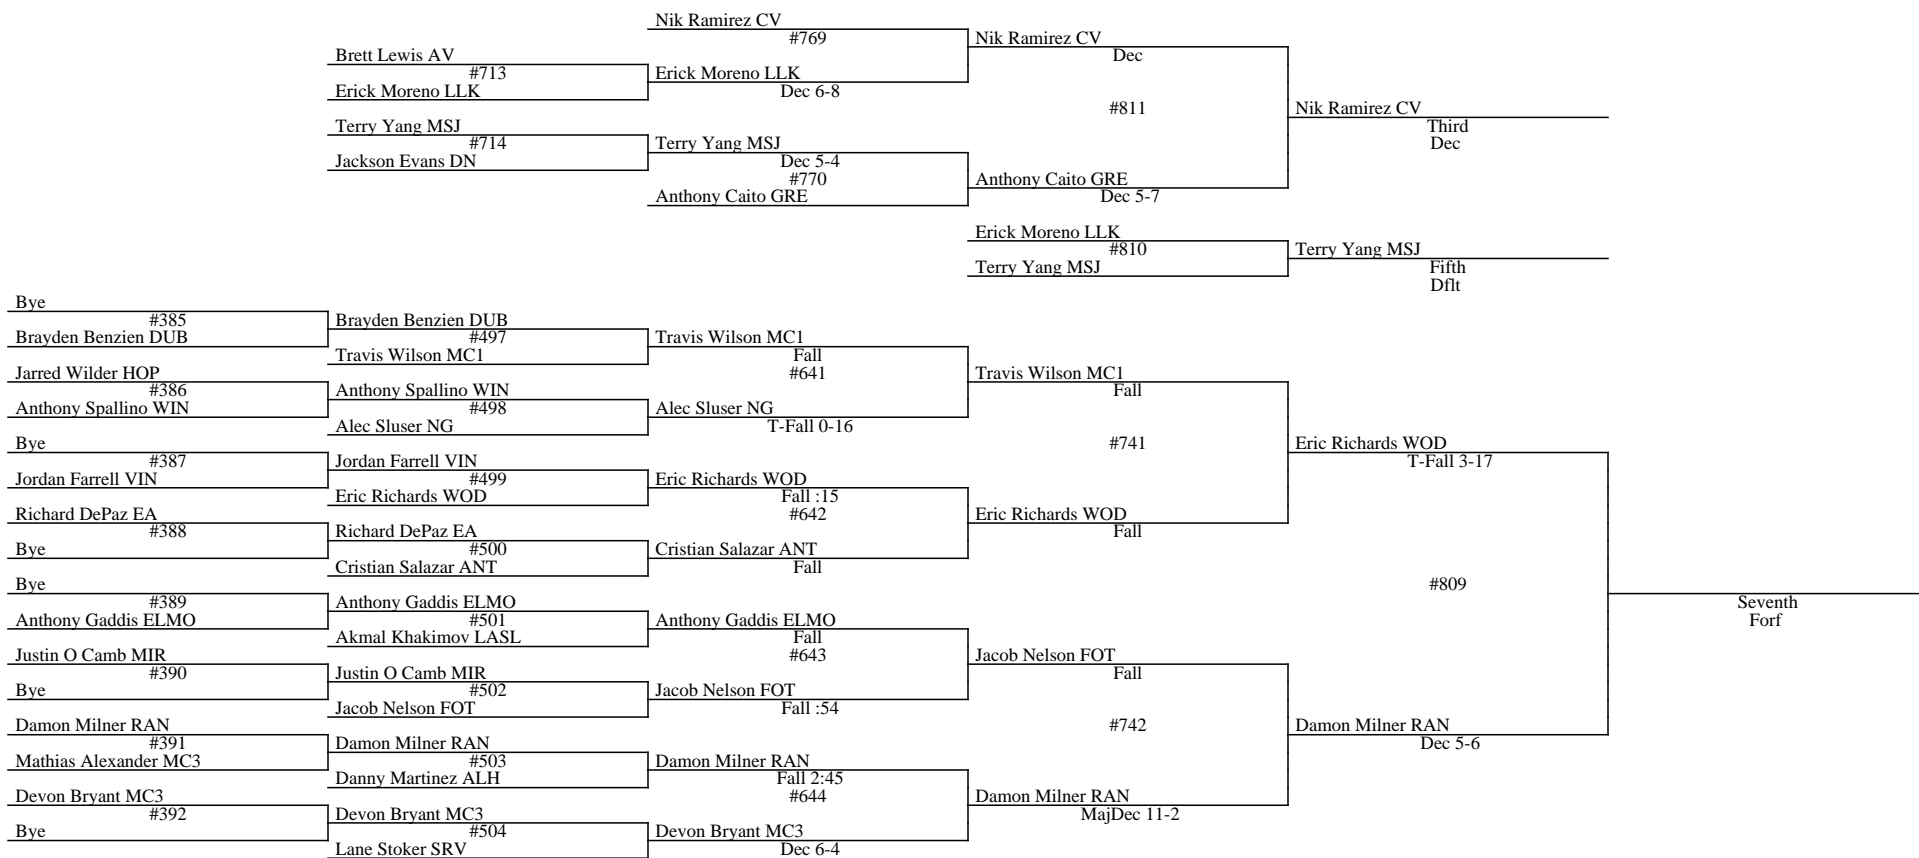 Nik Ramirez CV
#769
Nik Ramirez CV
Dec
Brett Lewis AV
#713
Erick Moreno LLK
Erick Moreno LLK
Dec 6-8
#811
Nik Ramirez CV
Third
Dec
Terry Yang MSJ
#714
Jackson Evans DN
Terry Yang MSJ
Dec 5-4
#770
Anthony Caito GRE
Anthony Caito GRE
Dec 5-7
Erick Moreno LLK
#810
Terry Yang MSJ
Terry Yang MSJ
Fifth
Dflt
Bye
#385
Brayden Benzien DUB
Brayden Benzien DUB
#497
Travis Wilson MC1
Travis Wilson MC1
Fall
#641
Jarred Wilder HOP
#386
Anthony Spallino WIN
Anthony Spallino WIN
#498
Alec Sluser NG
Alec Sluser NG
T-Fall 0-16
Travis Wilson MC1
Fall
#741
Bye
#387
Jordan Farrell VIN
Jordan Farrell VIN
#499
Eric Richards WOD
Eric Richards WOD
Fall :15
#642
Richard DePaz EA
#388
Bye
Richard DePaz EA
#500
Cristian Salazar ANT
Cristian Salazar ANT
Fall
Eric Richards WOD
Fall
Eric Richards WOD
T-Fall 3-17
#809
Seventh
Forf
Bye
#389
Anthony Gaddis ELMO
Anthony Gaddis ELMO
#501
Akmal Khakimov LASL
Anthony Gaddis ELMO
Fall
#643
Justin O Camb MIR
#390
Bye
Justin O Camb MIR
#502
Jacob Nelson FOT
Jacob Nelson FOT
Fall :54
Jacob Nelson FOT
Fall
#742
Damon Milner RAN
Dec 5-6
Damon Milner RAN
#391
Mathias Alexander MC3
Damon Milner RAN
#503
Danny Martinez ALH
Damon Milner RAN
Fall 2:45
#644
Damon Milner RAN
MajDec 11-2
Devon Bryant MC3
#392
Bye
Devon Bryant MC3
#504
Lane Stoker SRV
Devon Bryant MC3
Dec 6-4